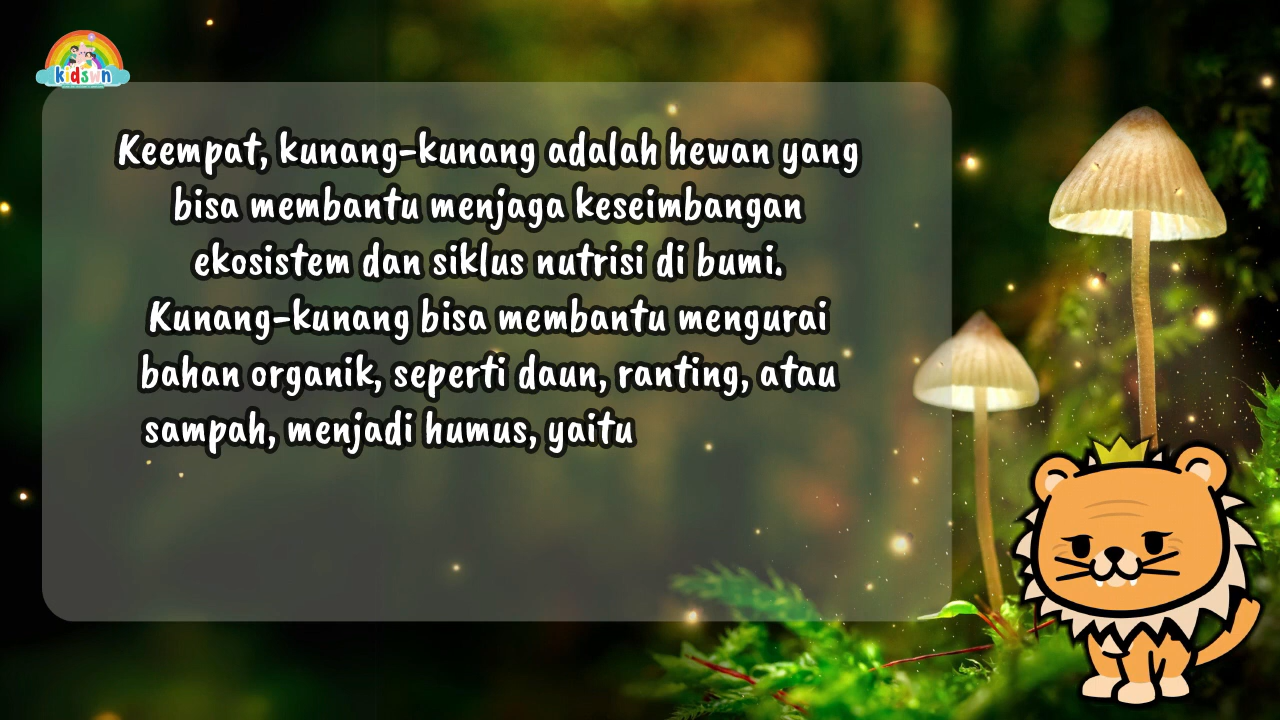 kidswn
Keempat, kunang-kunang adalah hewan yang
bisa membantu menjaga keseimbangan
ekosistem dan siklus nutrisi di bumi.
Kunang-kunang bisa membantu mengurai
bahan organik, seperti daun, ranting, atau
sampah, menjadi humus, yaitu